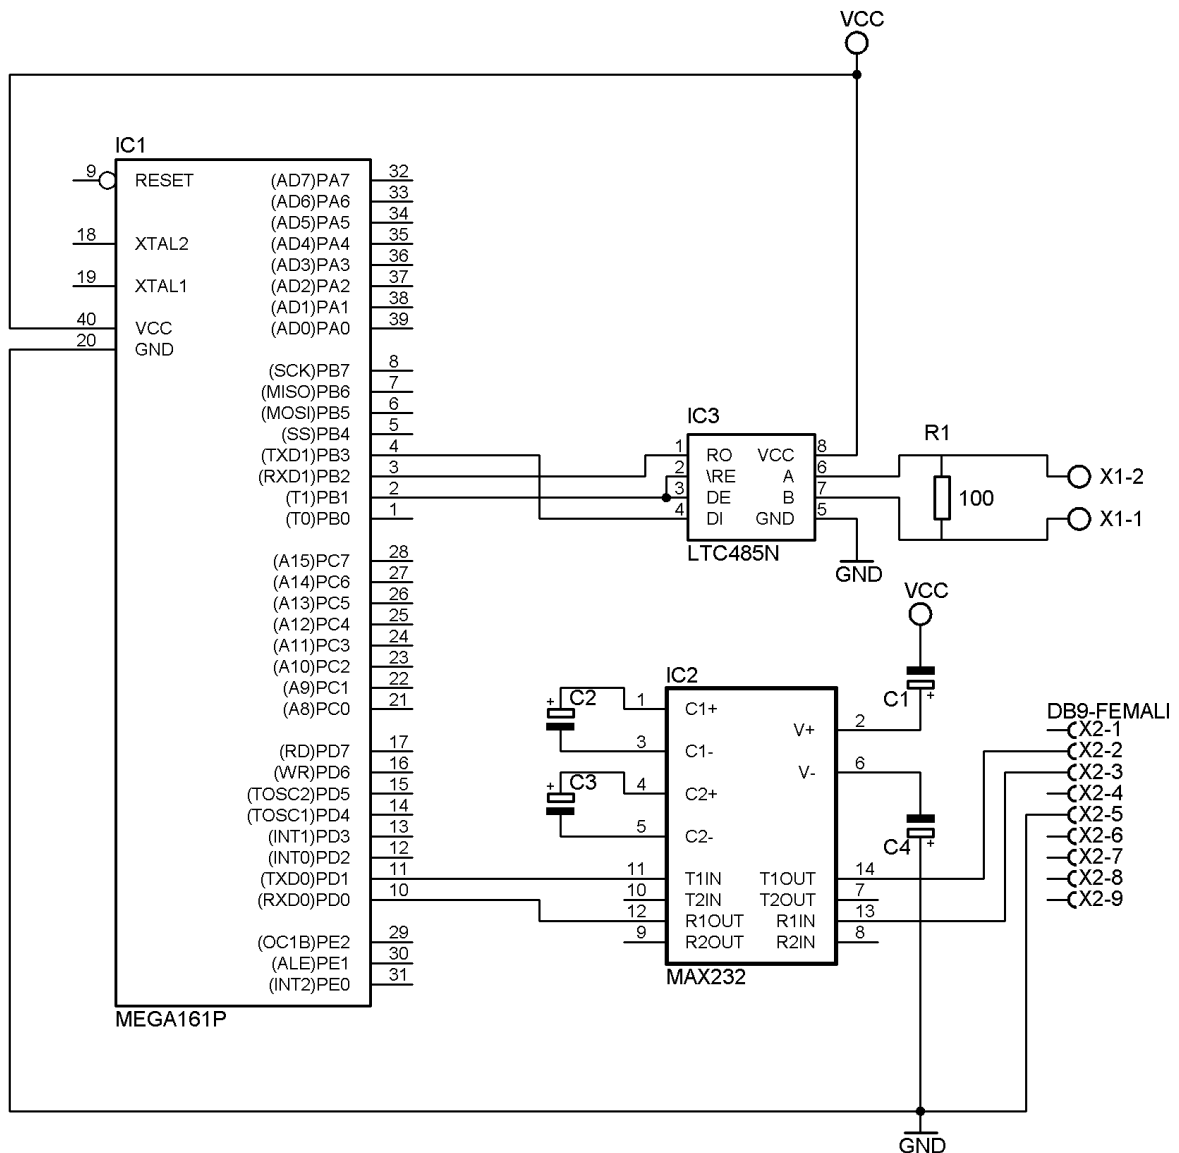 VCC
IC1
9 RESET (AD7)PA7 32
(AD6)PA6 33
(AD5)PA5 34
18 XTAL2 (AD4)PA4 35
(AD3)PA3 36
19 XTAL1 (AD2)PA2 37
(AD1)PA1 38
40 VCC (AD0)PA0 39
20 GND
(SCK)PB7 8
(MISO)PB6 7
(MOSI)PB5 6
(SS)PB4 5
(TXD1)PB3 4
(RXD1)PB2 3
(T1)PB1 2
(T0)PB0 1
(A15)PC7 28
(A14)PC6 27
(A13)PC5 26
(A12)PC4 25
(A11)PC3 24
(A10)PC2 23
(A9)PC1 22
(A8)PC0 21
(RD)PD7 17
(WR)PD6 16
(TOSC2)PD5 15
(TOSC1)PD4 14
(INT1)PD3 13
(INT0)PD2 12
(TXD0)PD1 11
(RXD0)PD0 10
(OC1B)PE2 29
(ALE)PE1 30
(INT2)PE0 31
MEGA161P
IC3
1 RO VCC 8
2 \RE A 6
3 DE B 7
4 DI GND 5
LTC485N
GND
R1
100
X1-2
X1-1
VCC
C1 +
IC2
+ C2
1 C1+
V+ 2
3 C1-
V- 6
+ C3
4 C2+
5 C2-
C4 +
11 T1IN T1OUT 14
10 T2IN T2OUT 7
12 R1OUT R1IN 13
9 R2OUT R2IN 8
MAX232
DB9-FEMALI
X2-1
X2-2
X2-3
X2-4
X2-5
X2-6
X2-7
X2-8
X2-9
GND